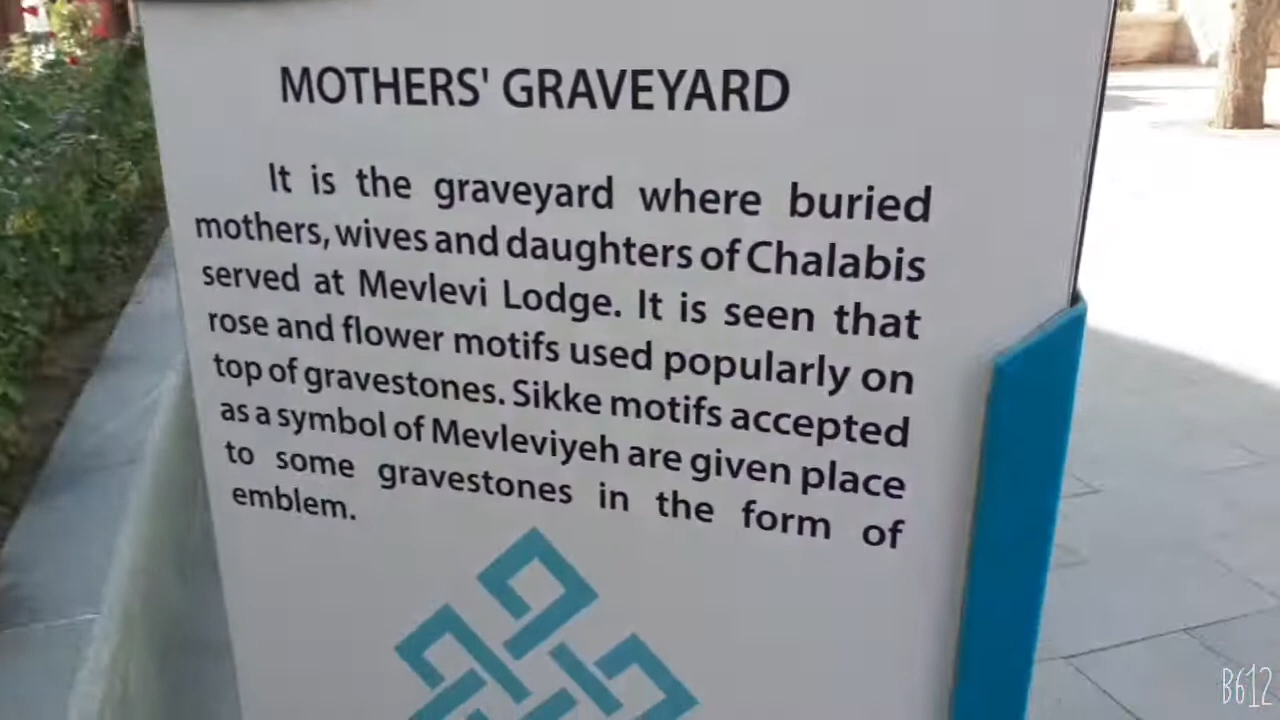 MOTHERS' GRAVEYARD
It is the graveyard where buried
mothers, wives and daughters of Chalabis
served at Mevlevi Lodge. It is seen that
rose and flower motifs used popularly on
top of gravestones. Sikke motifs accepted
as a symbol of Mevleviyeh are given place
to some gravestones in the form of
emblem.
B612